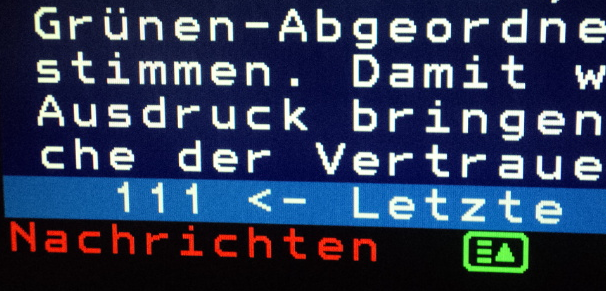 Grünen-Abgeordne
stimmen. Damit w
Ausdruck bringen
che der Vertraue
111 <- Letzte
Nachrichten